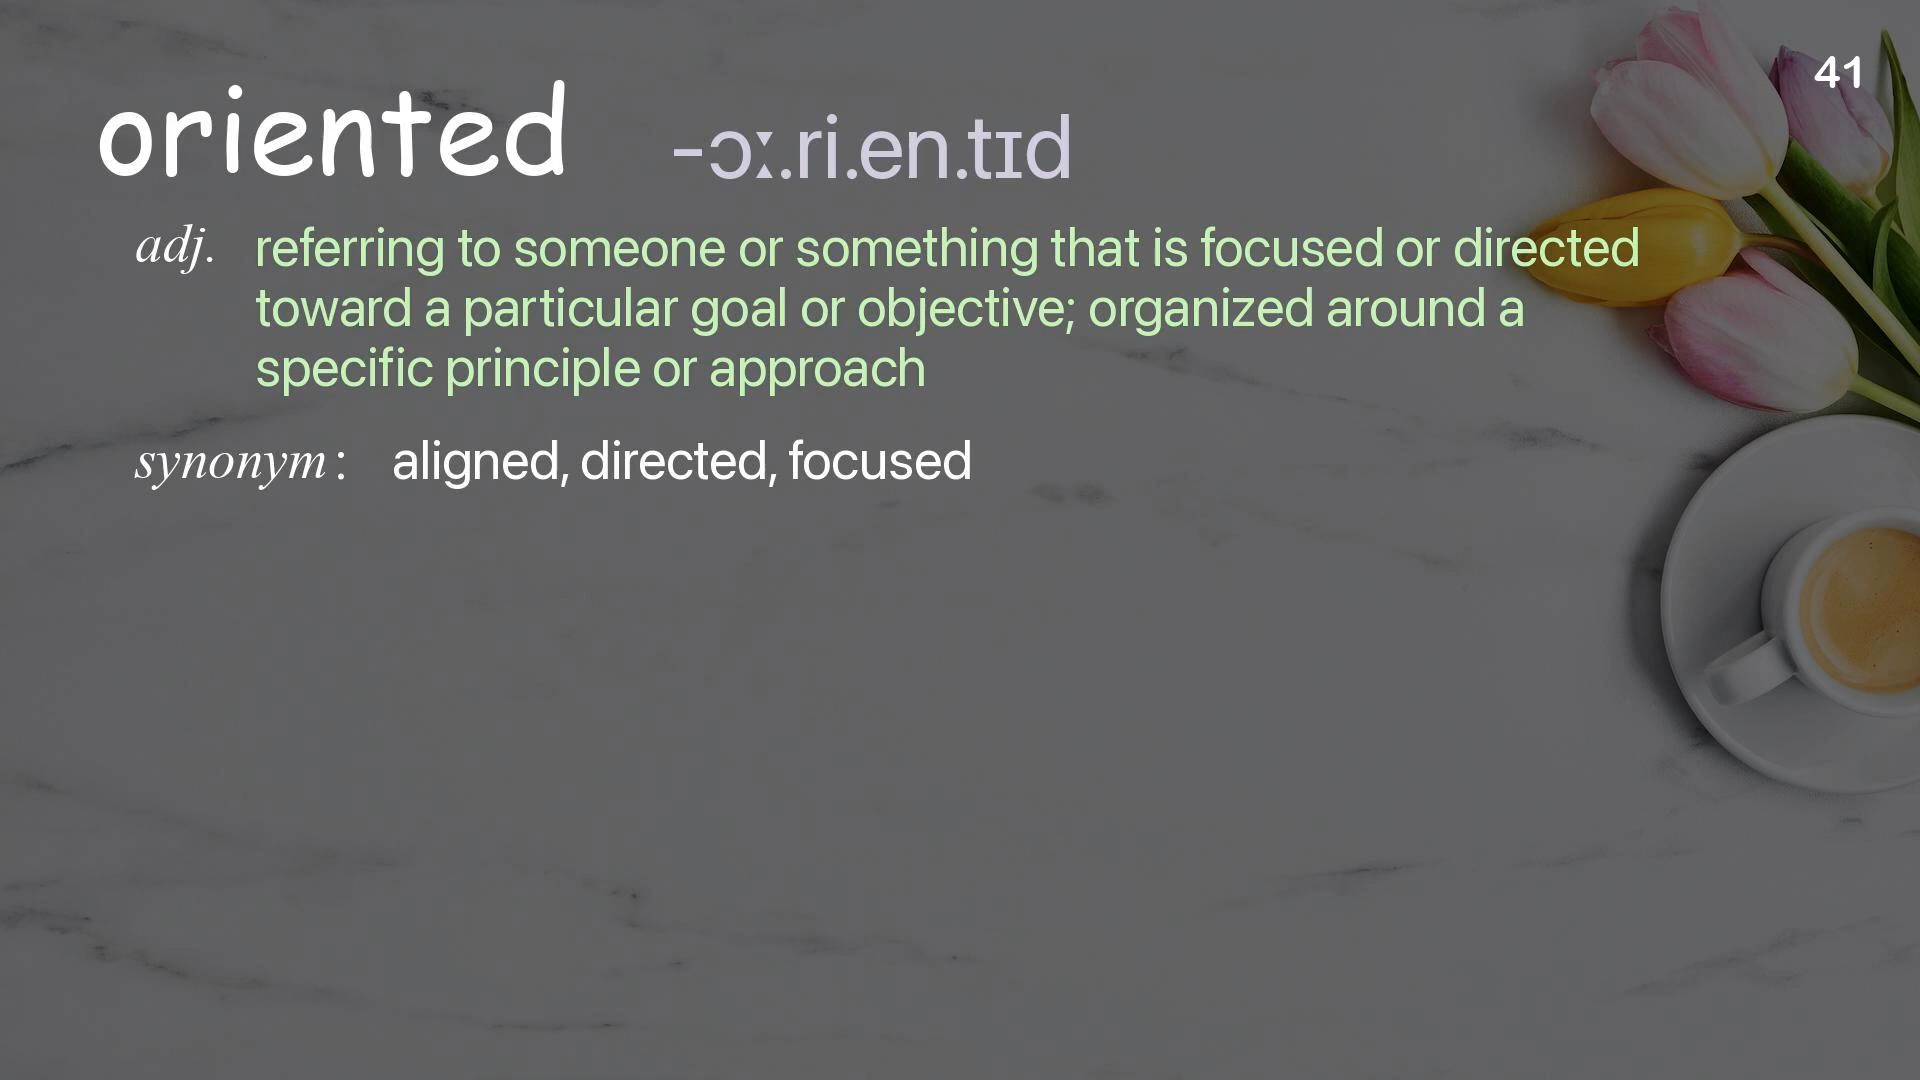 41
oriented -ɔː.ri.en.tɪd
adj. referring to someone or something that is focused or directed
toward a particular goal or objective; organized around a
specific principle or approach
synonym : aligned, directed, focused